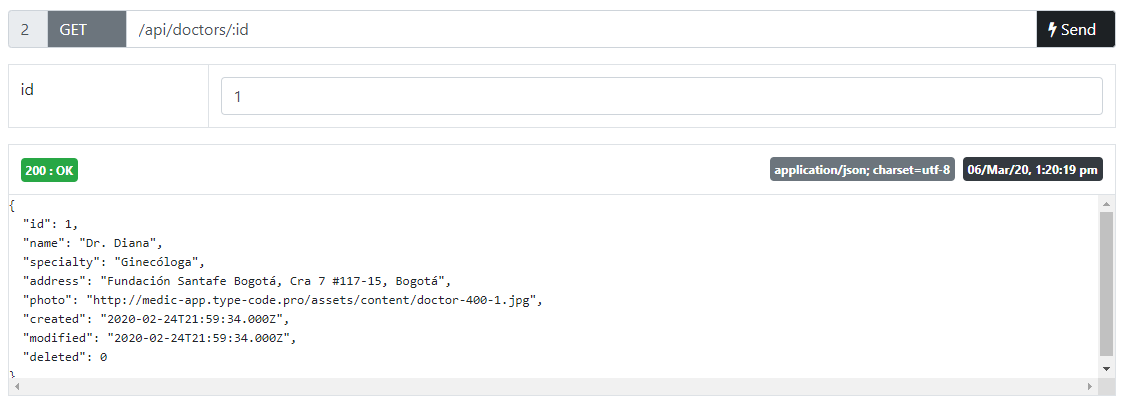 2 GET /api/doctors/:id Send
id 1
200 : OK application/json; charset=utf-8 06/Mar/20, 1:20:19 pm
{
"id": 1,
"name": "Dr. Diana",
"specialty": "Ginecóloga",
"address": "Fundación Santafe Bogotá, Cra 7 #117-15, Bogotá",
"photo": "http://medic-app.type-code.pro/assets/content/doctor-400-1.jpg",
"created": "2020-02-24T21:59:34.000Z",
"modified": "2020-02-24T21:59:34.000Z",
"deleted": 0
}